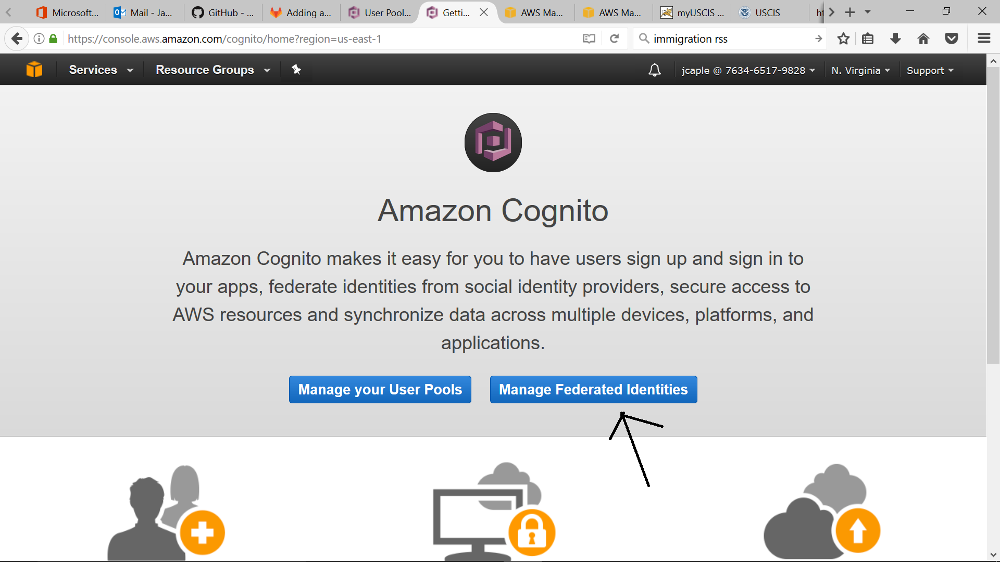 Microsoft...
Mail - Ja...
GitHub - ...
Adding a...
User Pool...
Getti...
AWS Ma...
AWS Ma...
myUSCIS ...
USCIS
https://console.aws.amazon.com/cognito/home?region=us-east-1
immigration rss
Services
Resource Groups
jcaple @ 7634-6517-9828
N. Virginia
Support
Amazon Cognito
Amazon Cognito makes it easy for you to have users sign up and sign in to
your apps, federate identities from social identity providers, secure access to
AWS resources and synchronize data across multiple devices, platforms, and
applications.
Manage your User Pools
Manage Federated Identities